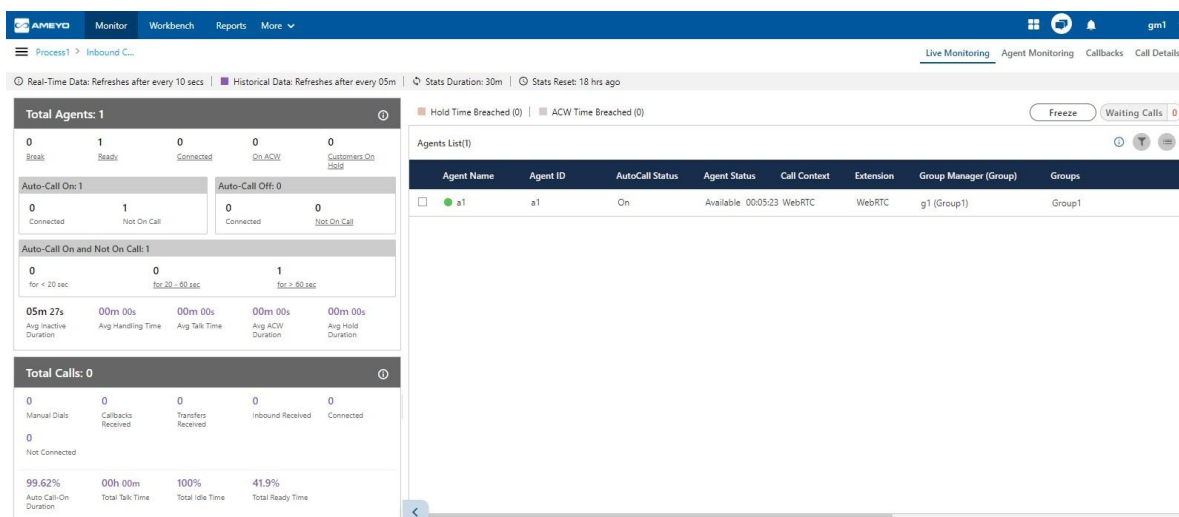 AMEYO Monitor Workbench Reports More gm1
Process1 > Inbound C... Live Monitoring Agent Monitoring Callbacks Call Details
Real-Time Data: Refreshes after every 10 secs | Historical Data: Refreshes after every 05m | Stats Duration: 30m | Stats Reset: 18 hrs ago
Total Agents: 1
0 1 0 0 0
Break Ready Connected On ACW Customers On
Hold
Auto-Call On: 1 Auto-Call Off: 0
0 1 0 0
Connected Not On Call Connected Not On Call
Auto-Call On and Not On Call: 1
0 0 1
for < 20 sec for 20 - 60 sec for > 60 sec
05m 27s 00m 00s 00m 00s 00m 00s 00m 00s
Avg Inactive Avg Handling Time Avg Talk Time Avg ACW Avg Hold
Duration Duration Duration
Total Calls: 0
0 0 0 0 0
Manual Dials Callbacks Transfers Inbound Received Connected
Received Received
0
Not Connected
99.62% 00h 00m 100% 41.9%
Auto Call-On Total Talk Time Total Idle Time Total Ready Time
Duration
Hold Time Breached (0) | ACW Time Breached (0) Freeze Waiting Calls 0
Agents List(1)
Agent Name Agent ID AutoCall Status Agent Status Call Context Extension Group Manager (Group) Groups
a1 a1 On Available 00:05:23 WebRTC WebRTC g1 (Group1) Group1